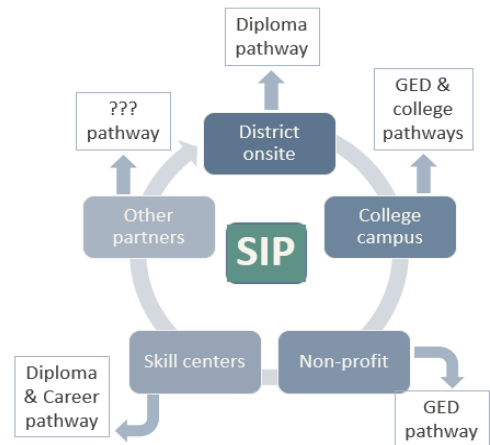 Diploma
pathway
GED &
college
pathways
???
pathway
District
onsite
Other
partners
College
campus
SIP
Skill centers
Non-profit
Diploma
& Career
pathway
GED
pathway